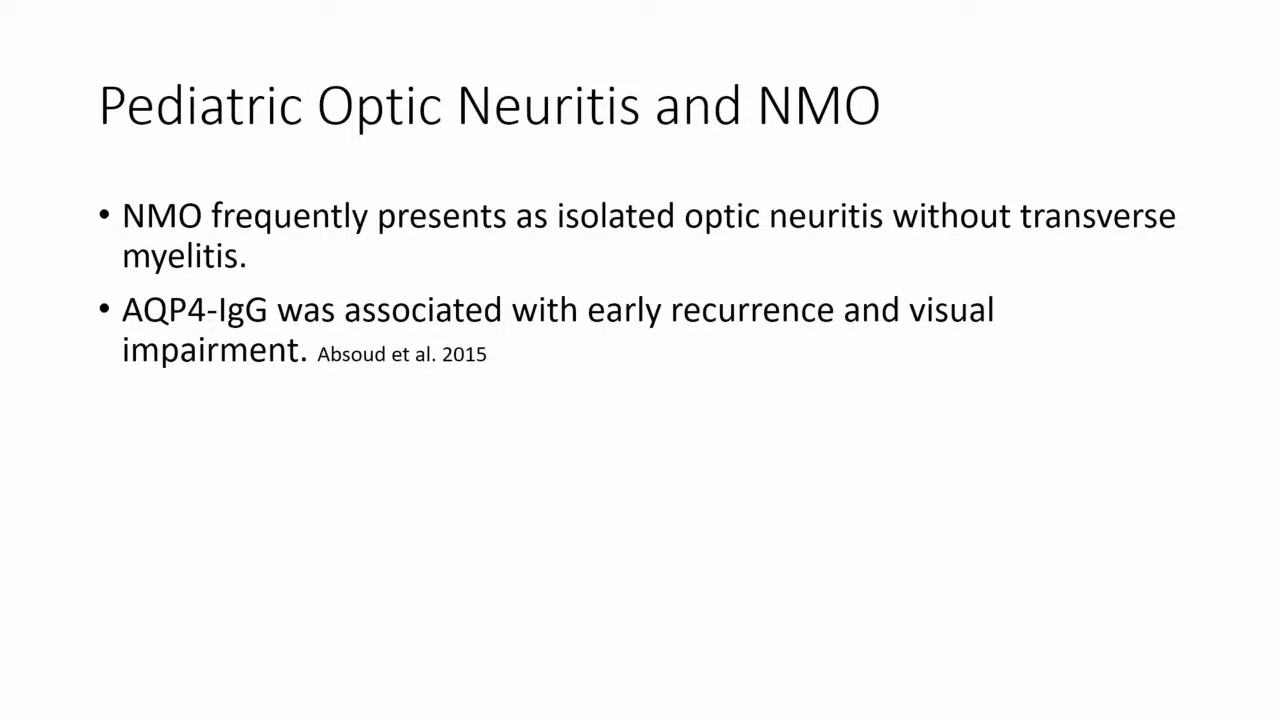 Pediatric Optic Neuritis and NMO
• NMO frequently presents as isolated optic neuritis without transverse
myelitis.
• AQP4-IgG was associated with early recurrence and visual
impairment. Absoud et al. 2015